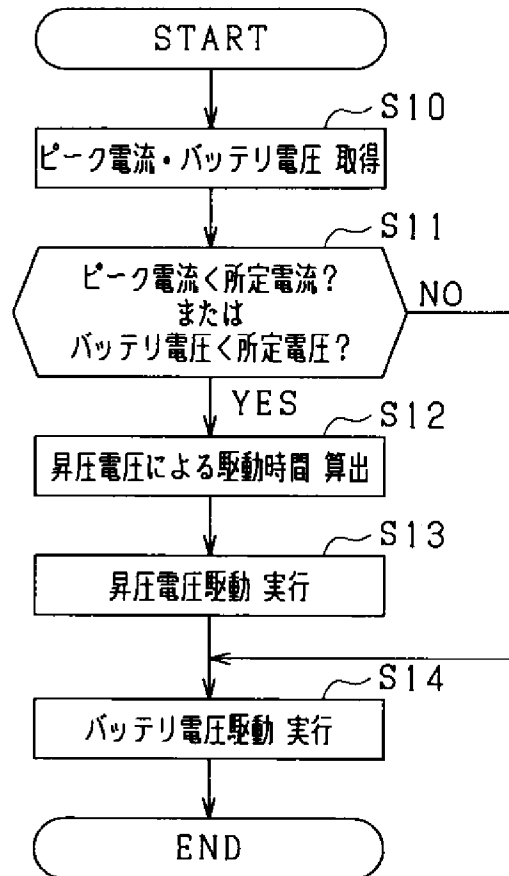 START
S10
ピーク電流・バッテリ電圧 取得
S11
ピーク電流く所定電流?
または
バッテリ電圧く所定電圧?
NO
YES
S12
昇圧電圧による駆動時間 算出
S13
昇圧電圧駆動 実行
S14
バッテリ電圧駆動 実行
END